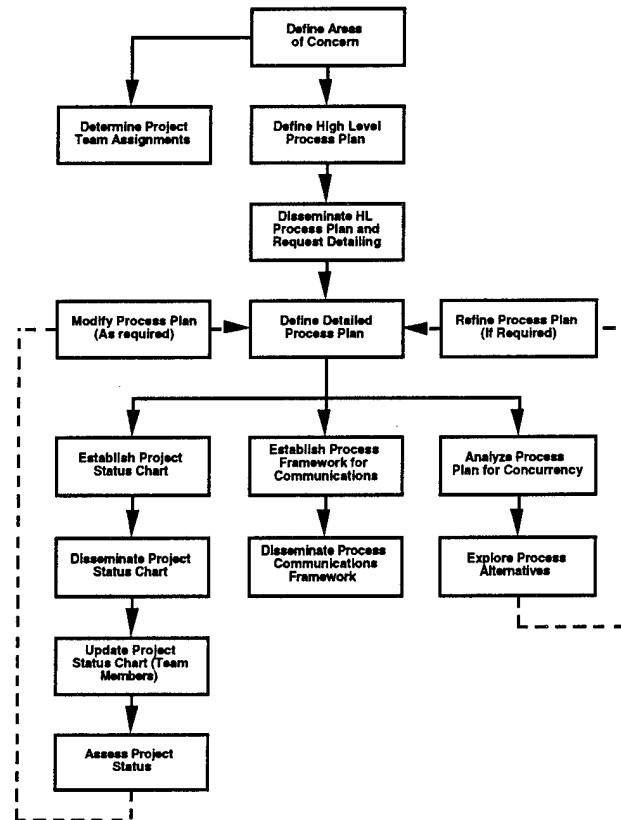 Define Areas
of Concern
Determine Project
Team Assignments
Define High Level
Process Plan
Disseminate HL
Process Plan and
Request Detailing
Modify Process Plan
(As required)
Define Detailed
Process Plan
Refine Process Plan
(If Required)
Establish Project
Status Chart
Establish Process
Framework for
Communications
Analyze Process
Plan for Concurrency
Disseminate Project
Status Chart
Disseminate Process
Communications
Framework
Explore Process
Alternatives
Update Project
Status Chart (Team
Members)
Assess Project
Status